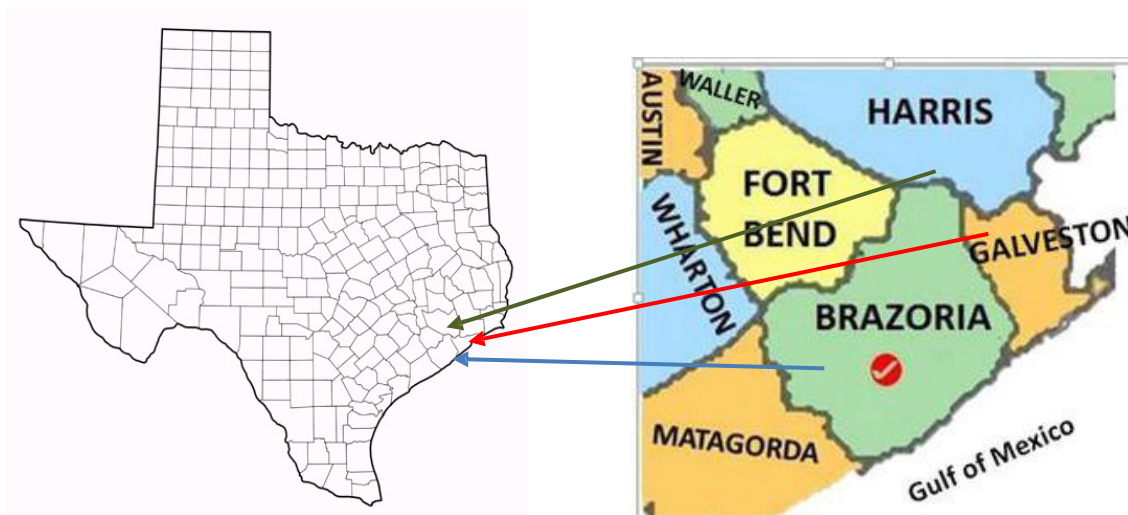 AUSTIN
WALLER
HARRIS
FORT
BEND
WHARTON
GALVESTON
BRAZORIA
MATAGORDA
Gulf of Mexico